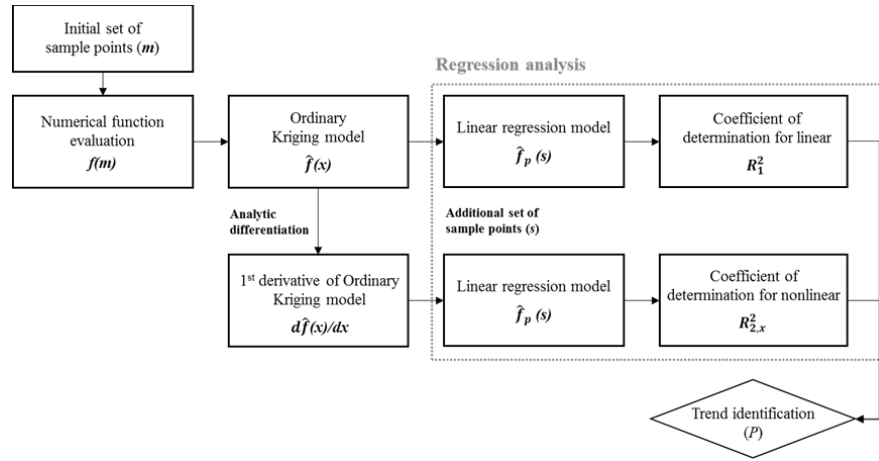 Initial set of
sample points (m)
Regression analysis
Numerical function
evaluation
f(m)
Ordinary
Kriging model
f̂(x)
Linear regression model
f̂p (s)
Coefficient of
determination for linear
R₁²
Analytic
differentiation
Additional set of
sample points (s)
1st derivative of Ordinary
Kriging model
df̂(x)/dx
Linear regression model
f̂p (s)
Coefficient of
determination for nonlinear
R²2,x
Trend identification
(P)